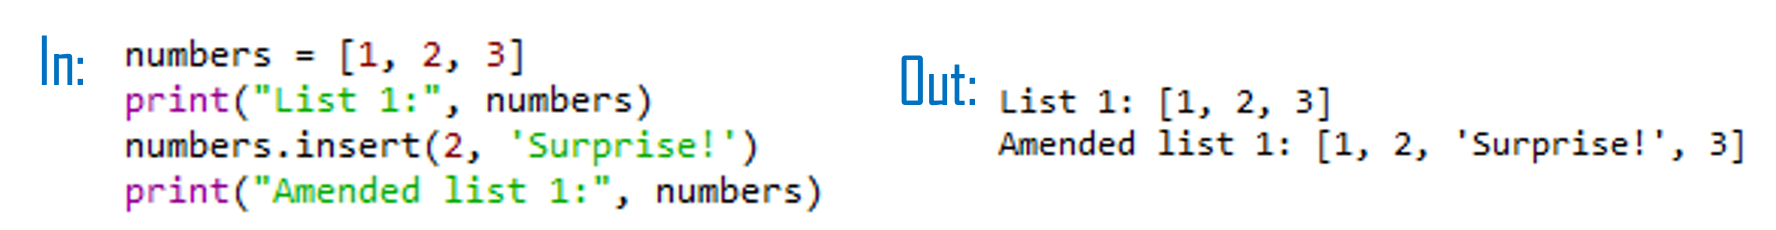 In:
numbers = [1, 2, 3]
print("List 1:", numbers)
numbers.insert(2, 'Surprise!')
print("Amended list 1:", numbers)
Out:
List 1: [1, 2, 3]
Amended list 1: [1, 2, 'Surprise!', 3]